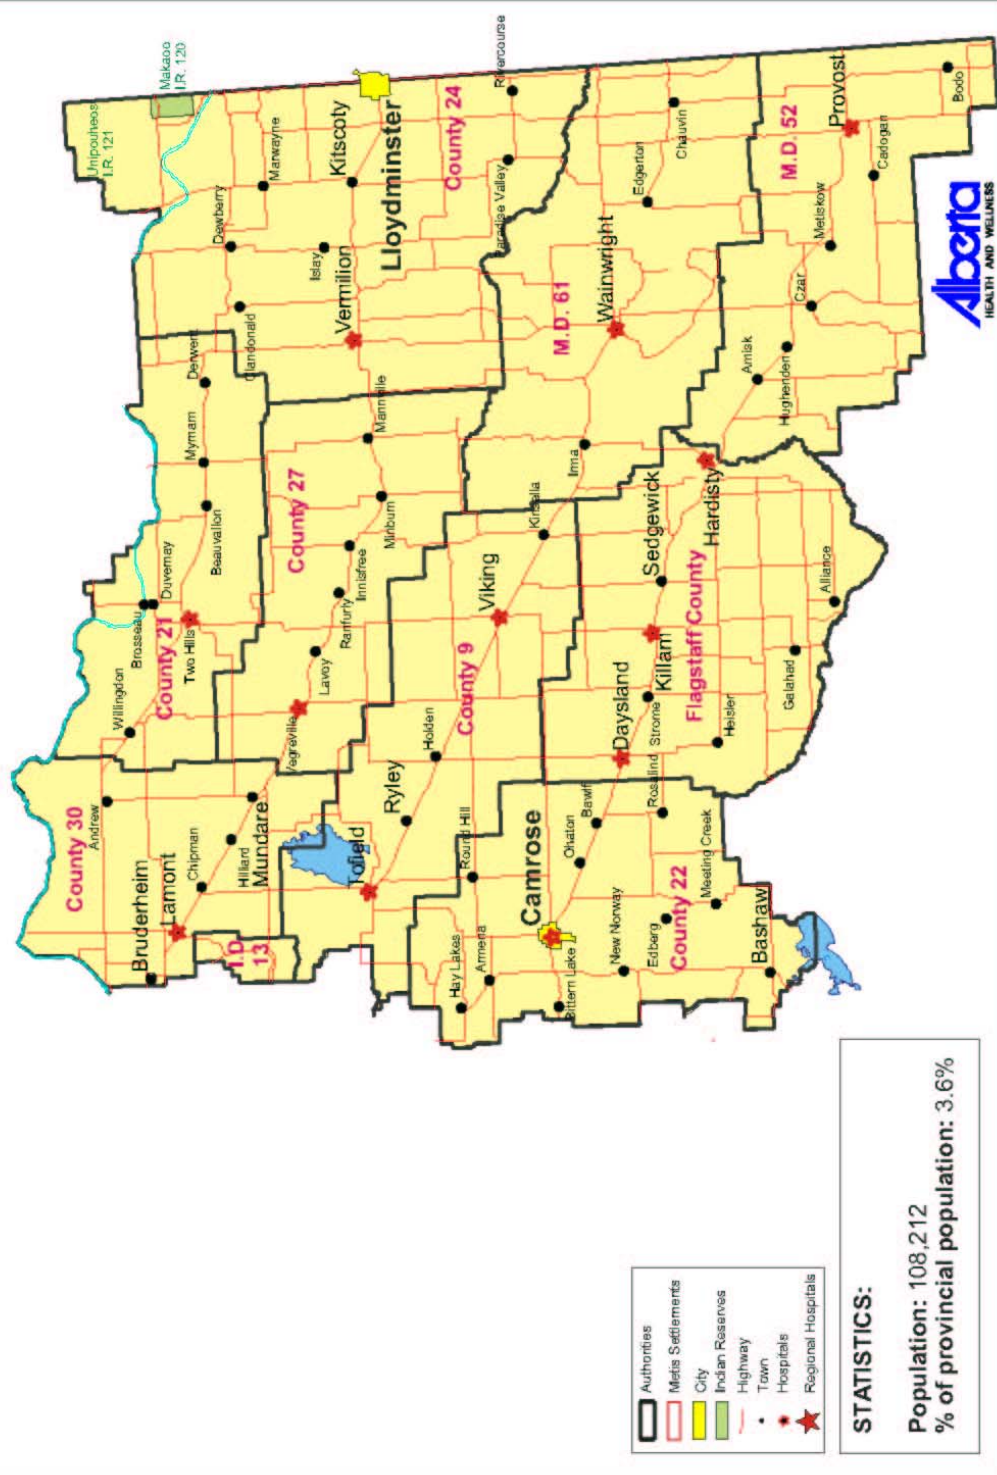 Unipouheos
I.R. 121
Makaoo
I.R. 120
County 30
Andrew
Willingdon
Brosseau
Duvernay
County 21
Two Hills
Beauvallon
Myrnam
Derwent
Clandonald
Dewberry
Marwayne
Bruderheim
Lamont
Chipman
Hilliard
Mundare
I.D.
13
Vegreville
Lavoy
Ranfurly
Innisfree
County 27
Minburn
Mannville
Islay
Vermilion
Kitscoty
Lloydminster
County 24
Rivercourse
Paradise Valley
Tofield
Ryley
Holden
County 9
Viking
Kinsella
Irma
M.D. 61
Wainwright
Edgerton
Chauvin
Hay Lakes
Armena
Round Hill
Camrose
Bittern Lake
Ohaton
Bawlf
Daysland
Strome
Killam
Sedgewick
Hardisty
Flagstaff County
Rosalind
Heisler
Galahad
Alliance
New Norway
Edberg
County 22
Meeting Creek
Bashaw
Amisk
Hughenden
Czar
Metiskow
M.D. 52
Provost
Cadogan
Bodo
Authorities
Metis Settlements
City
Indian Reserves
Highway
Town
Hospitals
Regional Hospitals
STATISTICS:
Population: 108,212
% of provincial population: 3.6%
Alberta
HEALTH AND WELLNESS